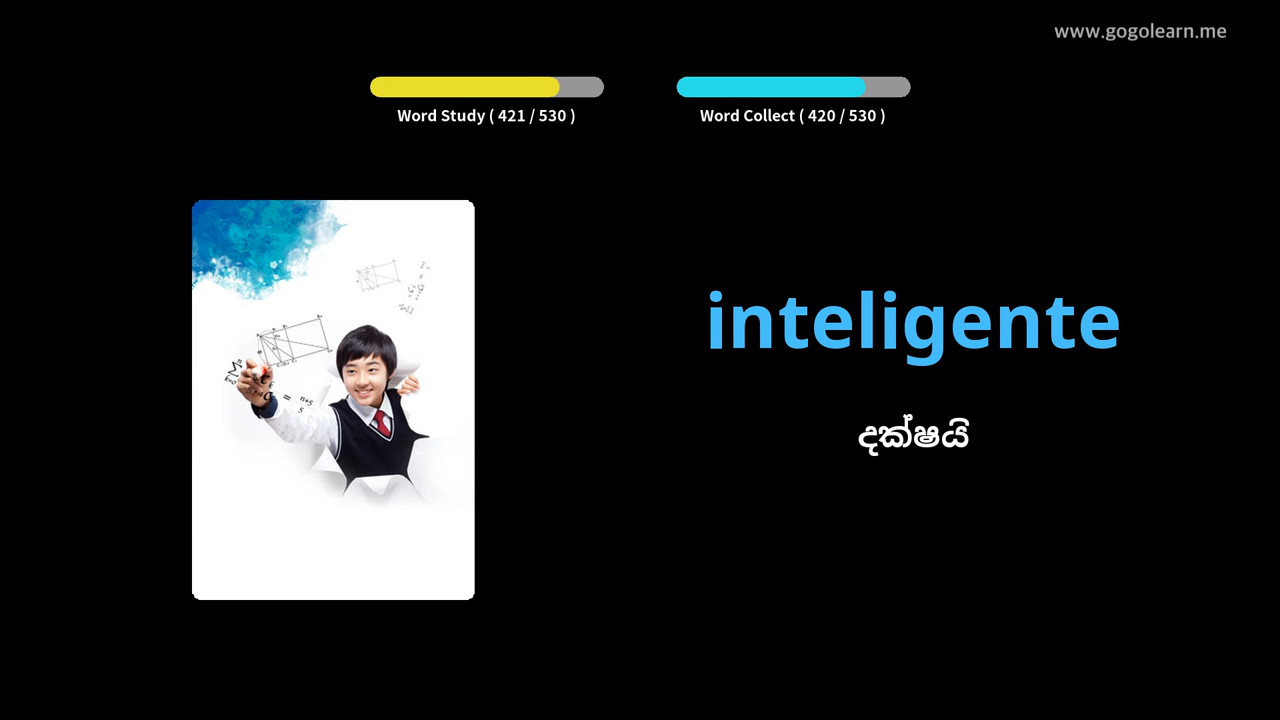 www.gogolearn.me
Word Study ( 421 / 530 )
Word Collect ( 420 / 530 )
inteligente
දක්ෂයි